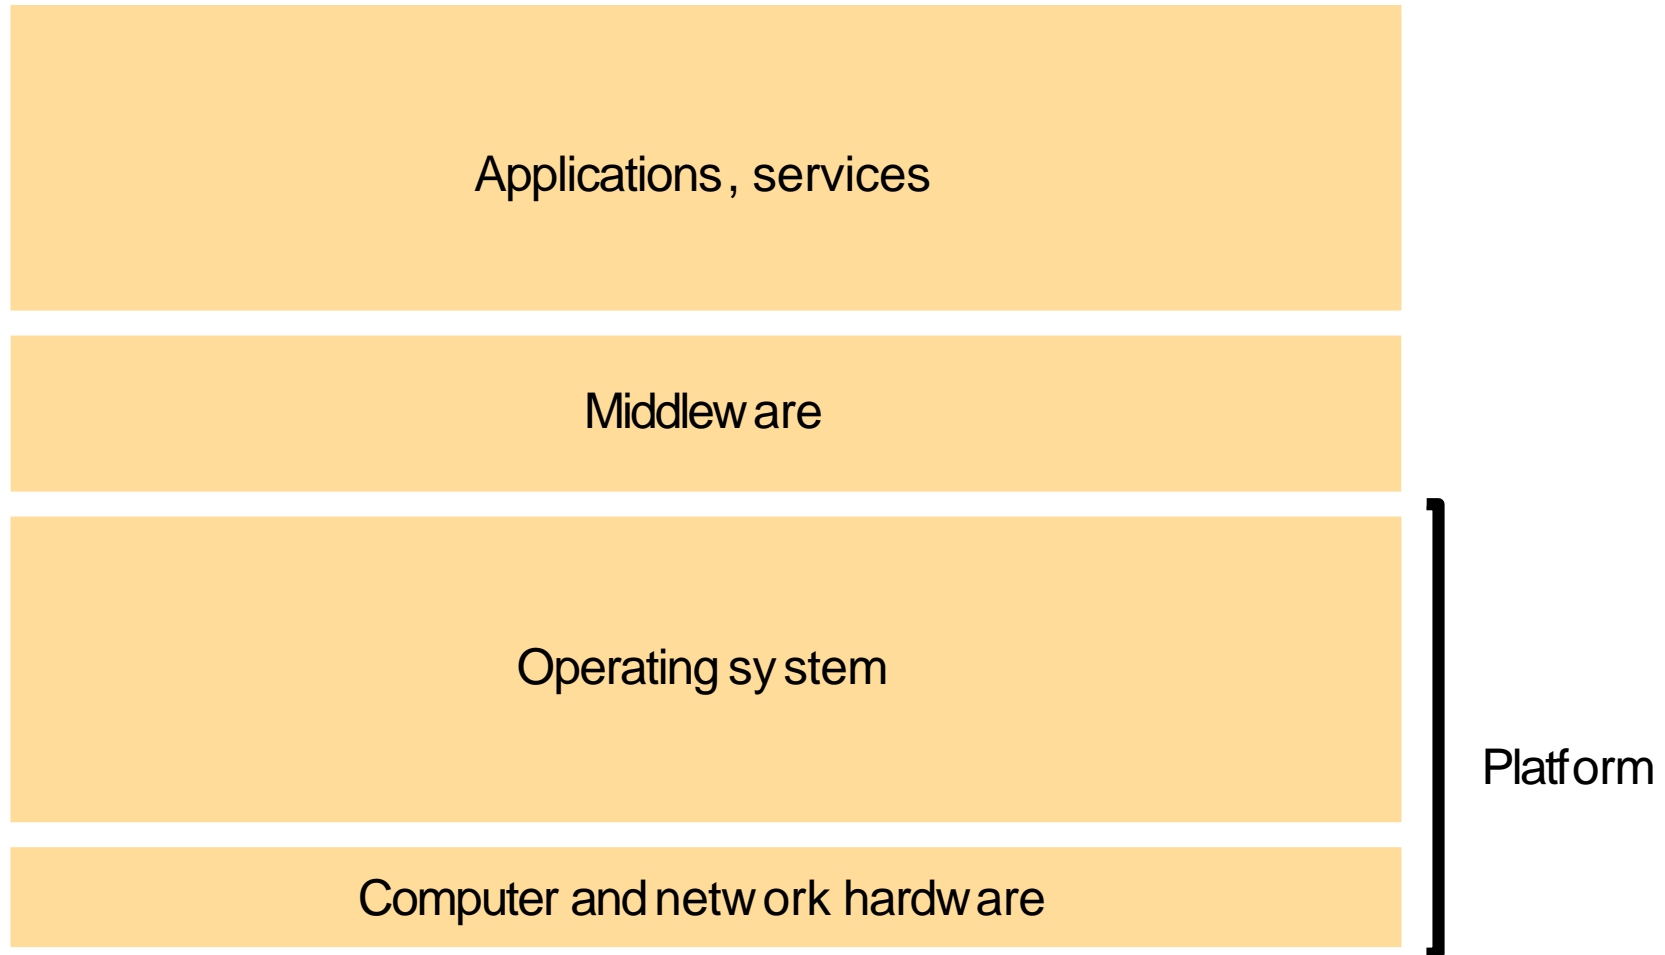 Applications, services
Middleware
Operating system
Platform
Computer and network hardware